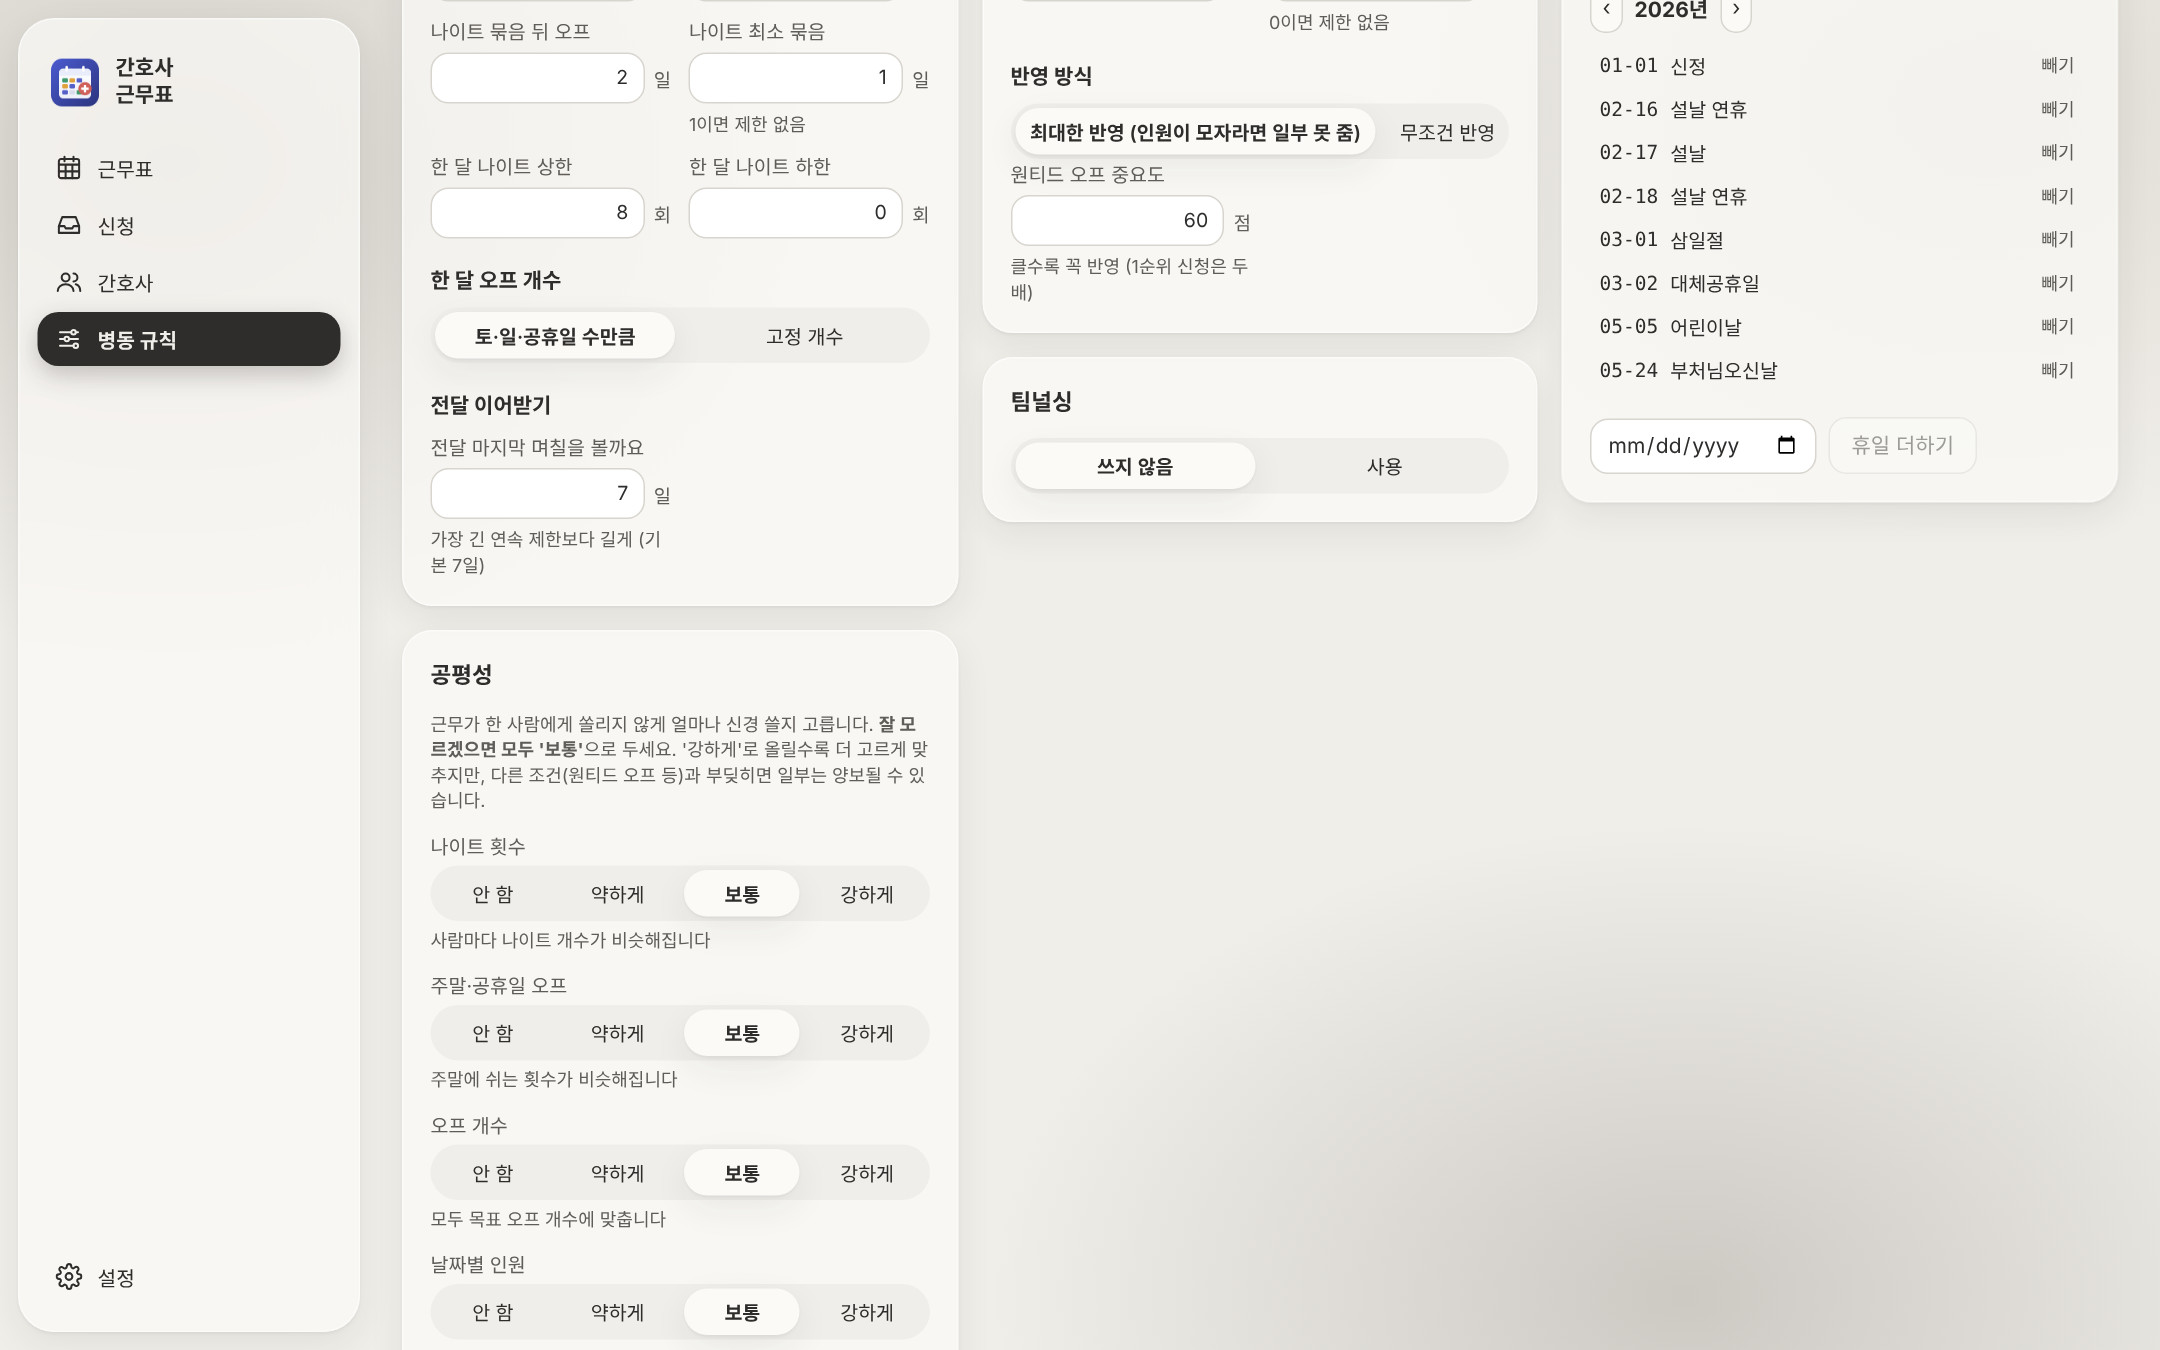 간호사
근무표
근무표
신청
간호사
병동 규칙
설정
나이트 묶음 뒤 오프
2 일
나이트 최소 묶음
1 일
1이면 제한 없음
한 달 나이트 상한
8 회
한 달 나이트 하한
0 회
한 달 오프 개수
토·일·공휴일 수만큼 고정 개수
전달 이어받기
전달 마지막 며칠을 볼까요
7 일
가장 긴 연속 제한보다 길게 (기
본 7일)
공평성
근무가 한 사람에게 쏠리지 않게 얼마나 신경 쓸지 고릅니다. 잘 모
르겠으면 모두 '보통'으로 두세요. '강하게'로 올릴수록 더 고르게 맞
추지만, 다른 조건(원티드 오프 등)과 부딪히면 일부는 양보될 수 있
습니다.
나이트 횟수
안 함 약하게 보통 강하게
사람마다 나이트 개수가 비슷해집니다
주말·공휴일 오프
안 함 약하게 보통 강하게
주말에 쉬는 횟수가 비슷해집니다
오프 개수
안 함 약하게 보통 강하게
모두 목표 오프 개수에 맞춥니다
날짜별 인원
안 함 약하게 보통 강하게
0이면 제한 없음
반영 방식
최대한 반영 (인원이 모자라면 일부 못 줌) 무조건 반영
원티드 오프 중요도
60 점
클수록 꼭 반영 (1순위 신청은 두
배)
팀널싱
쓰지 않음 사용
‹ 2026년 ›
01-01 신정 빼기
02-16 설날 연휴 빼기
02-17 설날 빼기
02-18 설날 연휴 빼기
03-01 삼일절 빼기
03-02 대체공휴일 빼기
05-05 어린이날 빼기
05-24 부처님오신날 빼기
mm/dd/yyyy 휴일 더하기